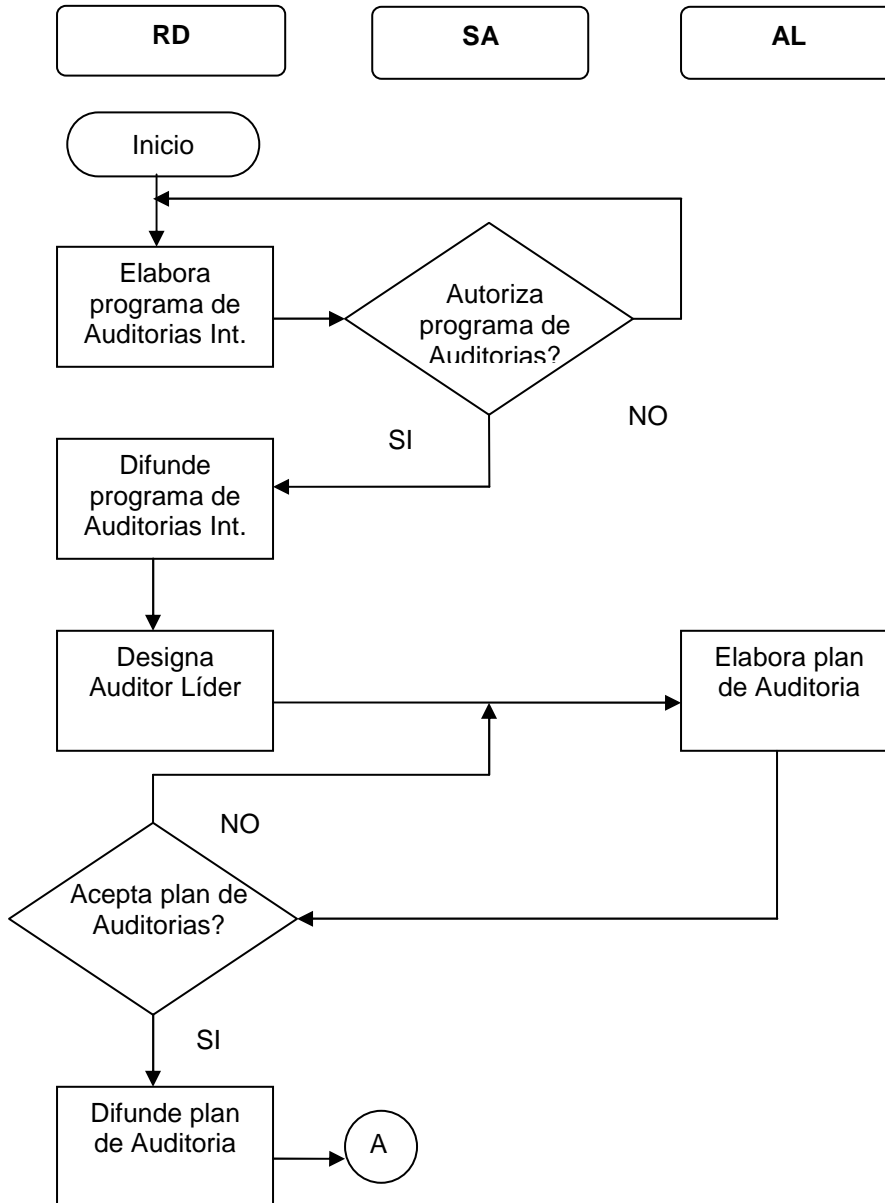 RD
SA
AL
Inicio
Elabora
programa de
Auditorias Int.
Autoriza
programa de
Auditorias?
NO
SI
Difunde
programa de
Auditorias Int.
Designa
Auditor Líder
Elabora plan
de Auditoria
NO
Acepta plan de
Auditorias?
SI
Difunde plan
de Auditoria
A